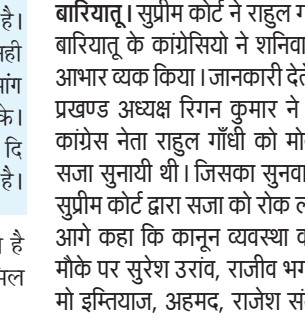 है।
नही
मांग
के।
दि
है।
है
बारियातू। सुप्रीम कोर्ट ने राहुल
बारियातू के कांग्रेसियो ने शनिवा
आभार व्यक किया। जानकारी देते
प्रखण्ड अध्यक्ष रिगन कुमार ने
कांग्रेस नेता राहुल गाँधी को मो
सजा सुनायी थी। जिसका सुनवा
सुप्रीम कोर्ट द्वारा सजा को रोक
आगे कहा कि कानून व्यवस्था
मौके पर सुरेश उरांव, राजीव भग
मो इम्तियाज, अहमद, राजेश